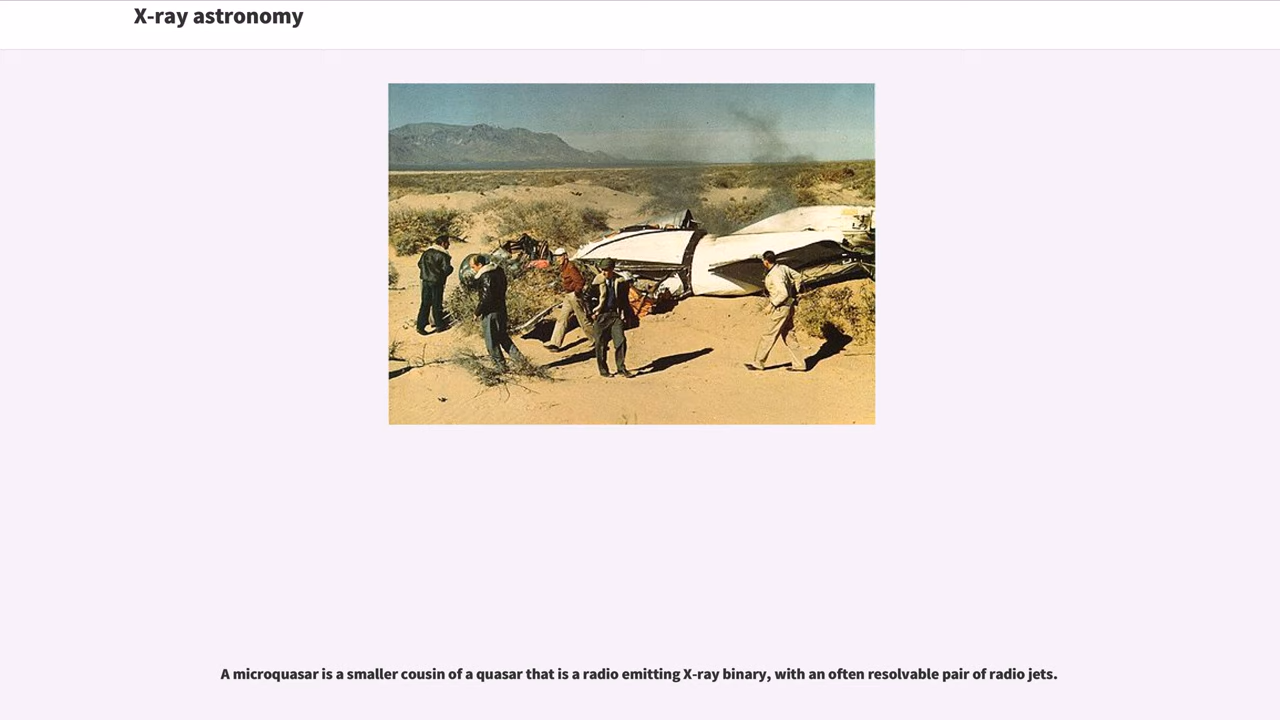 X-ray astronomy
A microquasar is a smaller cousin of a quasar that is a radio emitting X-ray binary, with an often resolvable pair of radio jets.